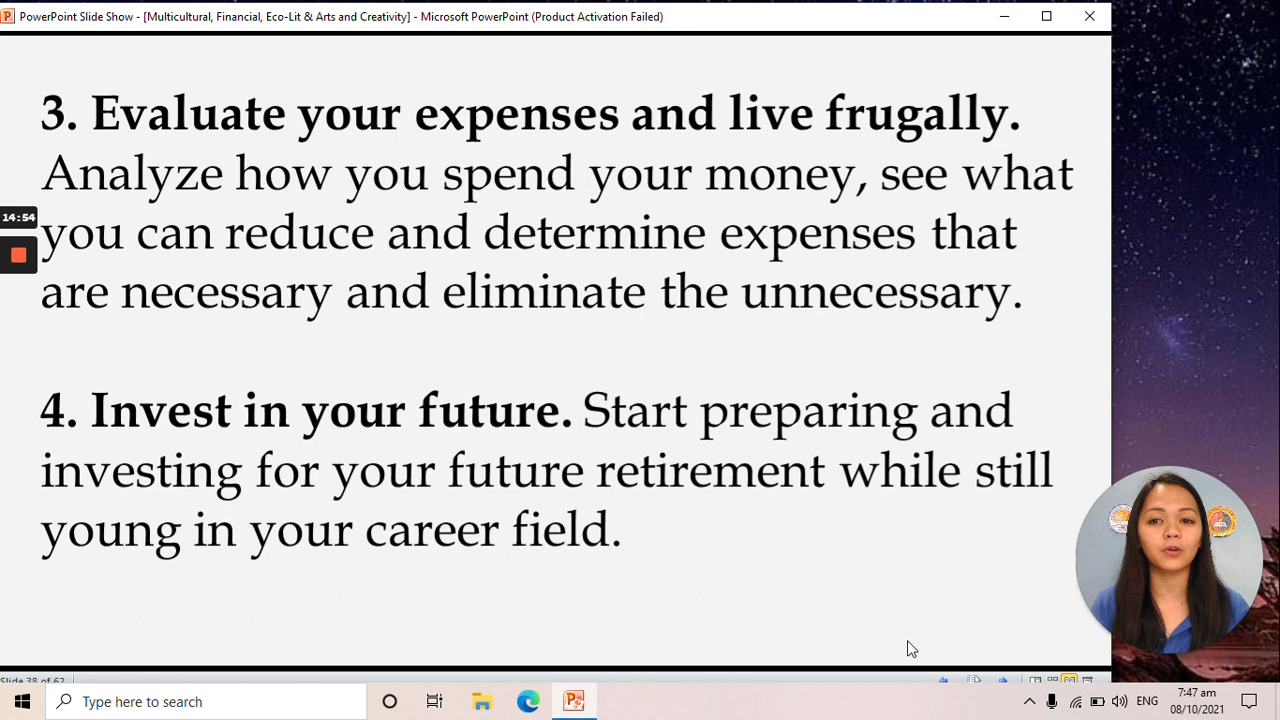 PowerPoint Slide Show - [Multicultural, Financial, Eco-Lit & Arts and Creativity] - Microsoft PowerPoint (Product Activation Failed)
3. Evaluate your expenses and live frugally.
Analyze how you spend your money, see what
14:54
you can reduce and determine expenses that
are necessary and eliminate the unnecessary.
4. Invest in your future. Start preparing and
investing for your future retirement while still
young in your career field.
Slide 38 of 62
Type here to search
ENG
7:47 am
08/10/2021